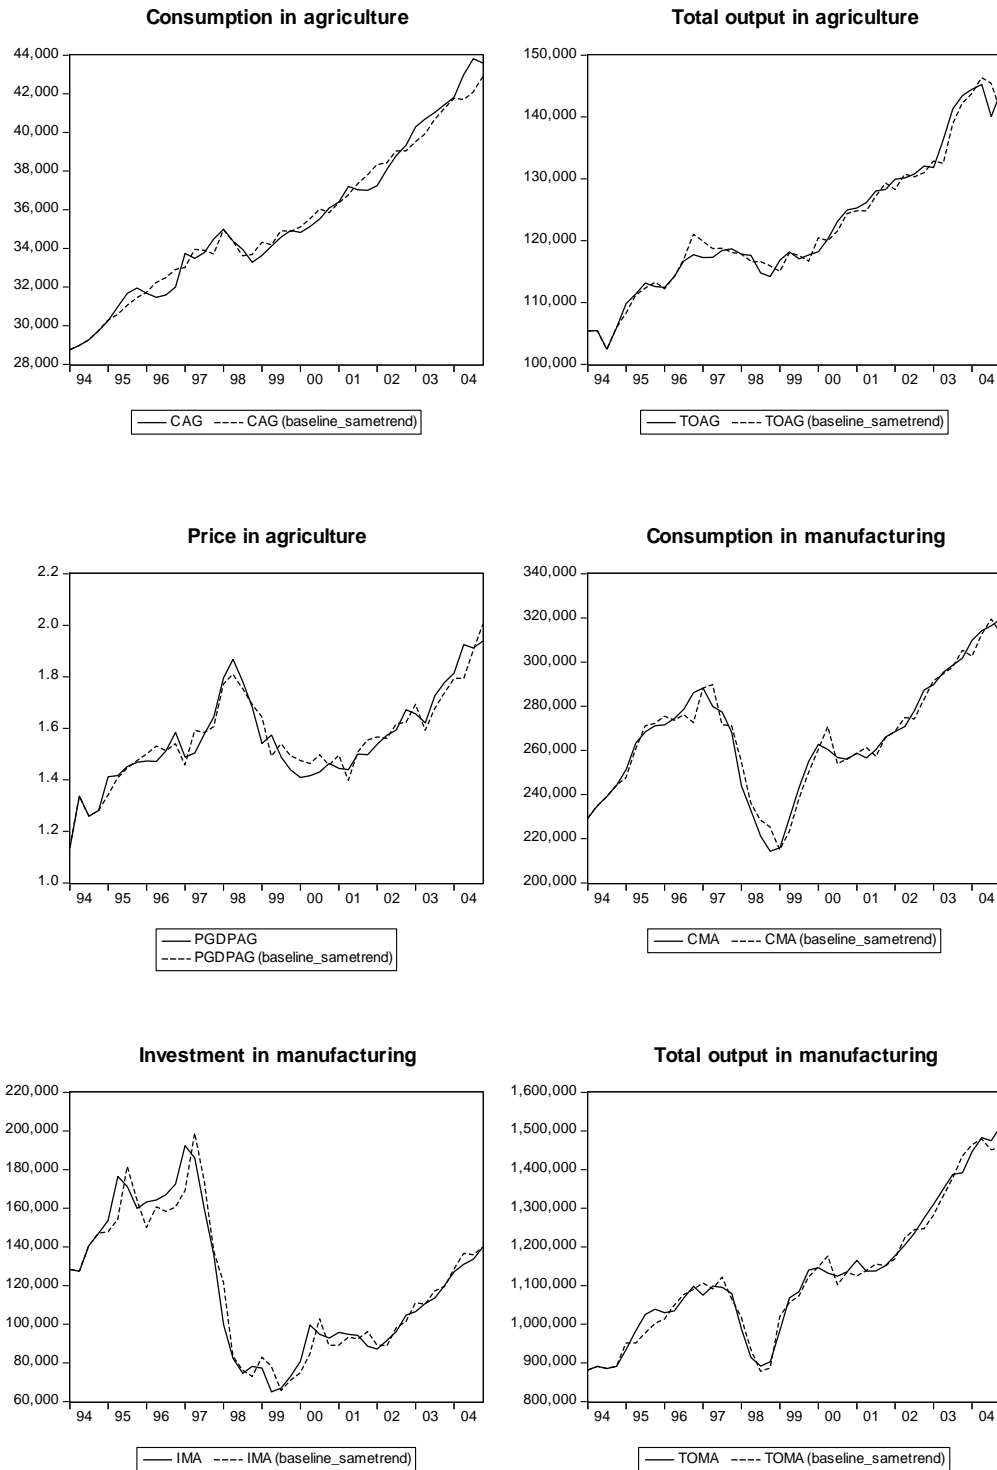 Consumption in agriculture
44,000
42,000
40,000
38,000
36,000
34,000
32,000
30,000
28,000
94 95 96 97 98 99 00 01 02 03 04
CAG CAG (baseline_sametrend)
Total output in agriculture
150,000
140,000
130,000
120,000
110,000
100,000
94 95 96 97 98 99 00 01 02 03 04
TOAG TOAG (baseline_sametrend)
Price in agriculture
2.2
2.0
1.8
1.6
1.4
1.2
1.0
94 95 96 97 98 99 00 01 02 03 04
PGDPAG
PGDPAG (baseline_sametrend)
Consumption in manufacturing
340,000
320,000
300,000
280,000
260,000
240,000
220,000
200,000
94 95 96 97 98 99 00 01 02 03 04
CMA CMA (baseline_sametrend)
Investment in manufacturing
220,000
200,000
180,000
160,000
140,000
120,000
100,000
80,000
60,000
94 95 96 97 98 99 00 01 02 03 04
IMA IMA (baseline_sametrend)
Total output in manufacturing
1,600,000
1,500,000
1,400,000
1,300,000
1,200,000
1,100,000
1,000,000
900,000
800,000
94 95 96 97 98 99 00 01 02 03 04
TOMA TOMA (baseline_sametrend)